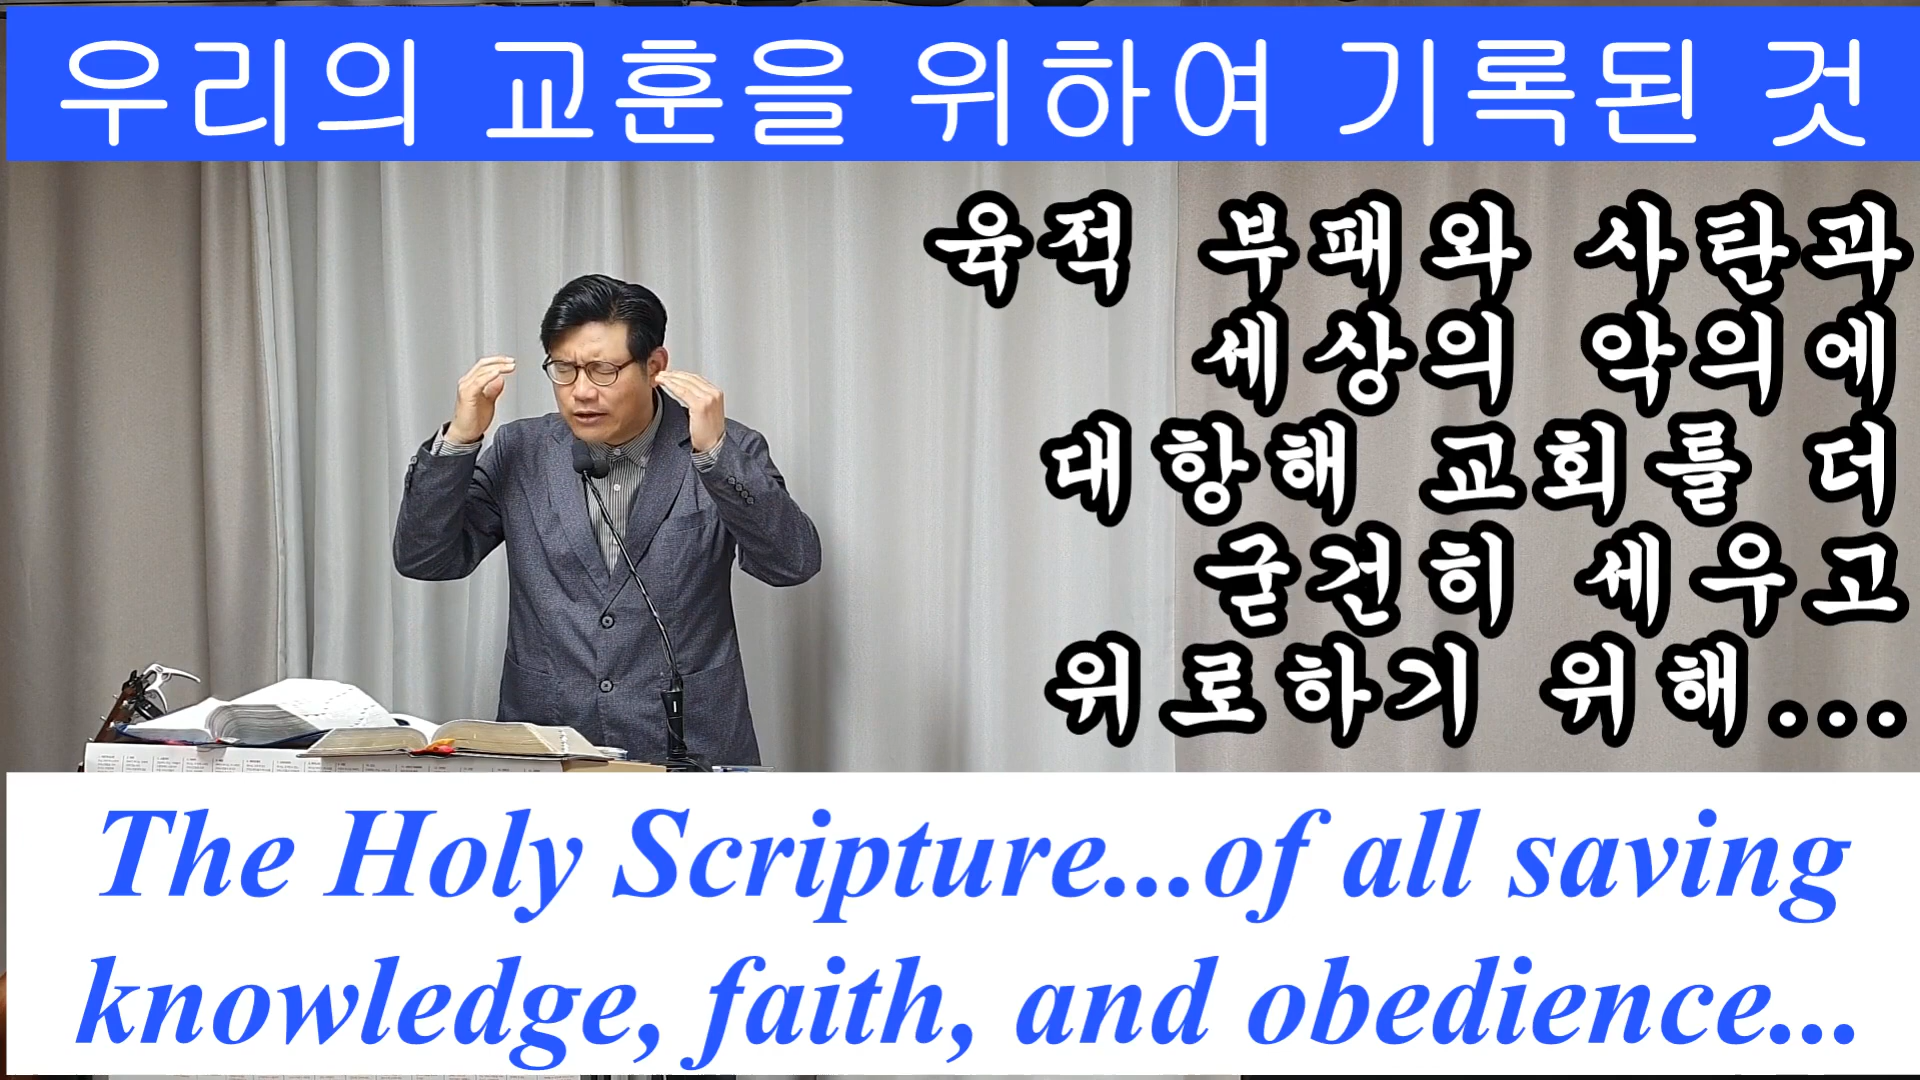 우리의 교훈을 위하여 기록된 것
육적 부패와 사탄과
세상의 악의에
대항해 교회를 더
굳건히 세우고
위로하기 위해...
The Holy Scripture...of all saving
knowledge, faith, and obedience...